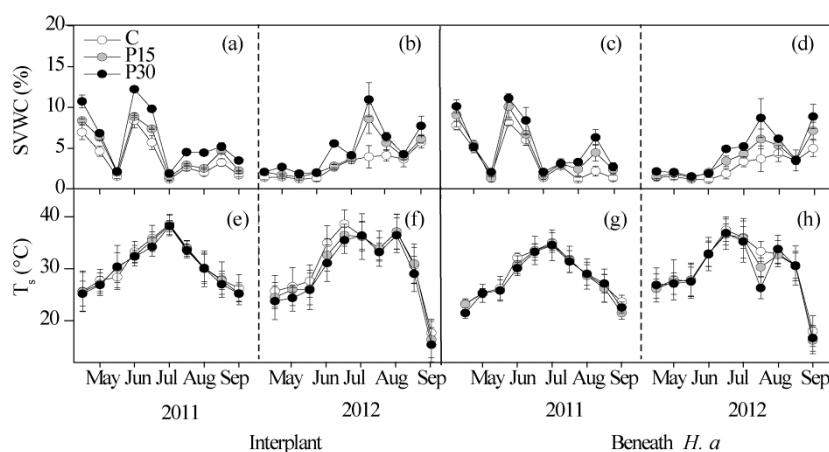 20
15
10
5
0
SVWC (%)
C
P15
P30
(a)
(b)
(c)
(d)
40
30
20
Ts (°C)
(e)
(f)
(g)
(h)
May Jun Jul Aug Sep May Jun Jul Aug Sep May Jun Jul Aug Sep May Jun Jul Aug Sep
2011 2012 2011 2012
Interplant Beneath H. a